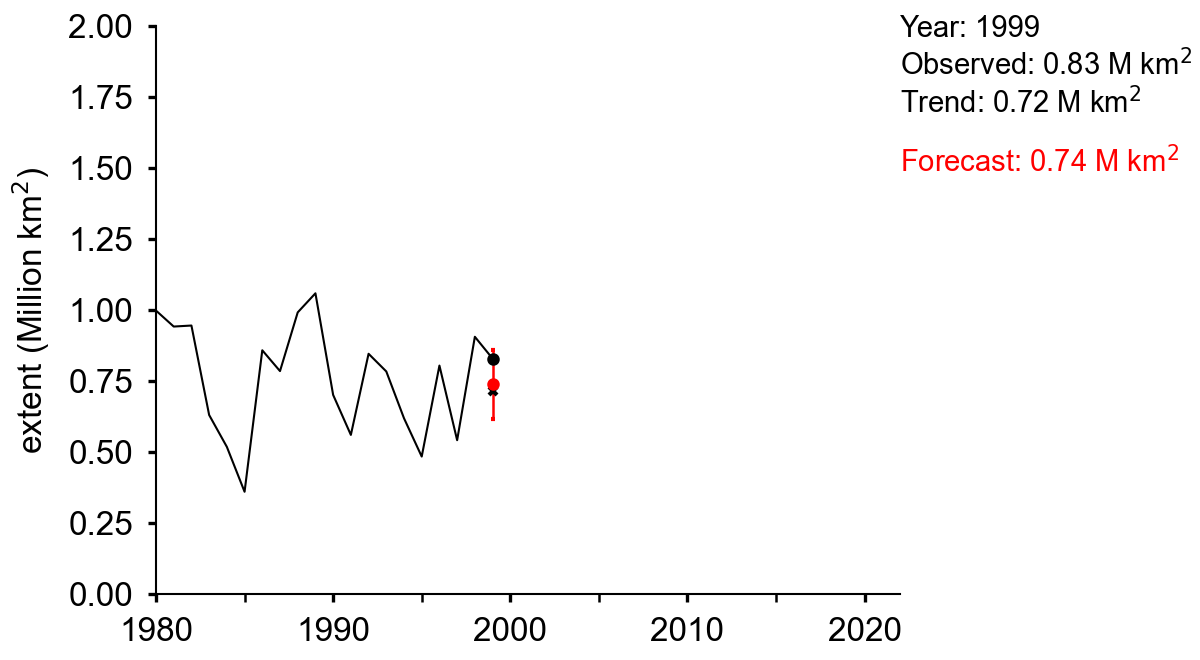 2.00
1.75
1.50
1.25
1.00
0.75
0.50
0.25
0.00
extent (Million km²)
1980
1990
2000
2010
2020
Year: 1999
Observed: 0.83 M km²
Trend: 0.72 M km²
Forecast: 0.74 M km²